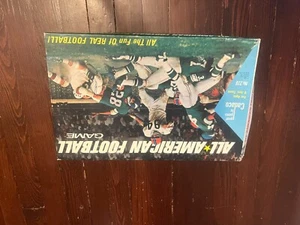 'All The Fun Of REAL FOOTBALL!'
Cadaco
ALL★AMERICAN FOOTBALL
GAME